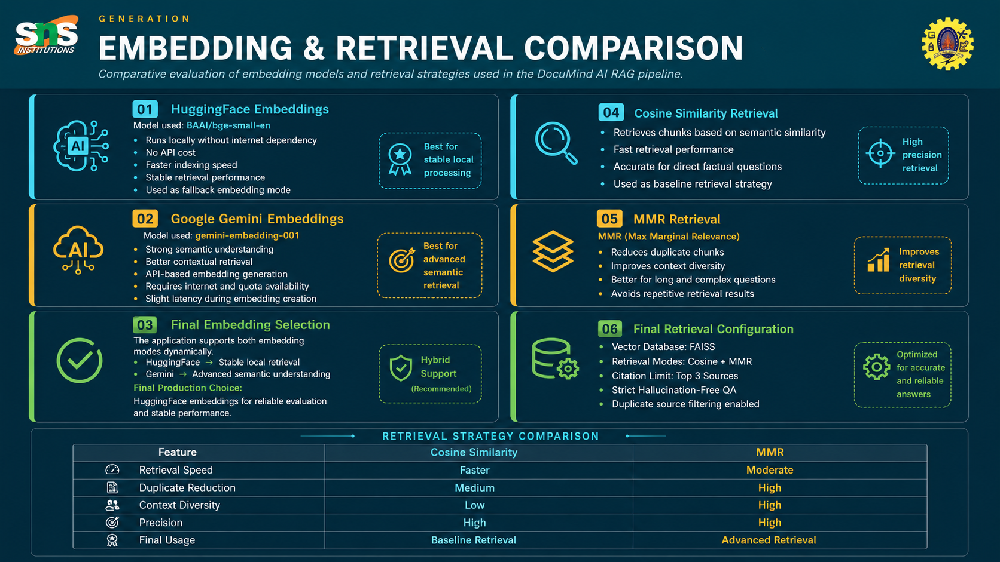 SNS
INSTITUTIONS
GENERATION
EMBEDDING & RETRIEVAL COMPARISON
Comparative evaluation of embedding models and retrieval strategies used in the DocuMind AI RAG pipeline.
AI
01 HuggingFace Embeddings
Model used: BAAI/bge-small-en
• Runs locally without internet dependency
• No API cost
• Faster indexing speed
• Stable retrieval performance
• Used as fallback embedding mode
Best for
stable local
processing
AI
02 Google Gemini Embeddings
Model used: gemini-embedding-001
• Strong semantic understanding
• Better contextual retrieval
• API-based embedding generation
• Requires internet and quota availability
• Slight latency during embedding creation
Best for
advanced
semantic
retrieval
03 Final Embedding Selection
The application supports both embedding
modes dynamically.
• HuggingFace → Stable local retrieval
• Gemini → Advanced semantic understanding
Final Production Choice:
HuggingFace embeddings for reliable evaluation
and stable performance.
Hybrid
Support
(Recommended)
04 Cosine Similarity Retrieval
• Retrieves chunks based on semantic similarity
• Fast retrieval performance
• Accurate for direct factual questions
• Used as baseline retrieval strategy
High
precision
retrieval
05 MMR Retrieval
MMR (Max Marginal Relevance)
• Reduces duplicate chunks
• Improves context diversity
• Better for long and complex questions
• Avoids repetitive retrieval results
Improves
retrieval
diversity
06 Final Retrieval Configuration
• Vector Database: FAISS
• Retrieval Modes: Cosine + MMR
• Citation Limit: Top 3 Sources
• Strict Hallucination-Free QA
• Duplicate source filtering enabled
Optimized
for accurate
and reliable
answers
RETRIEVAL STRATEGY COMPARISON
Feature Cosine Similarity MMR
Retrieval Speed Faster Moderate
Duplicate Reduction Medium High
Context Diversity Low High
Precision High High
Final Usage Baseline Retrieval Advanced Retrieval